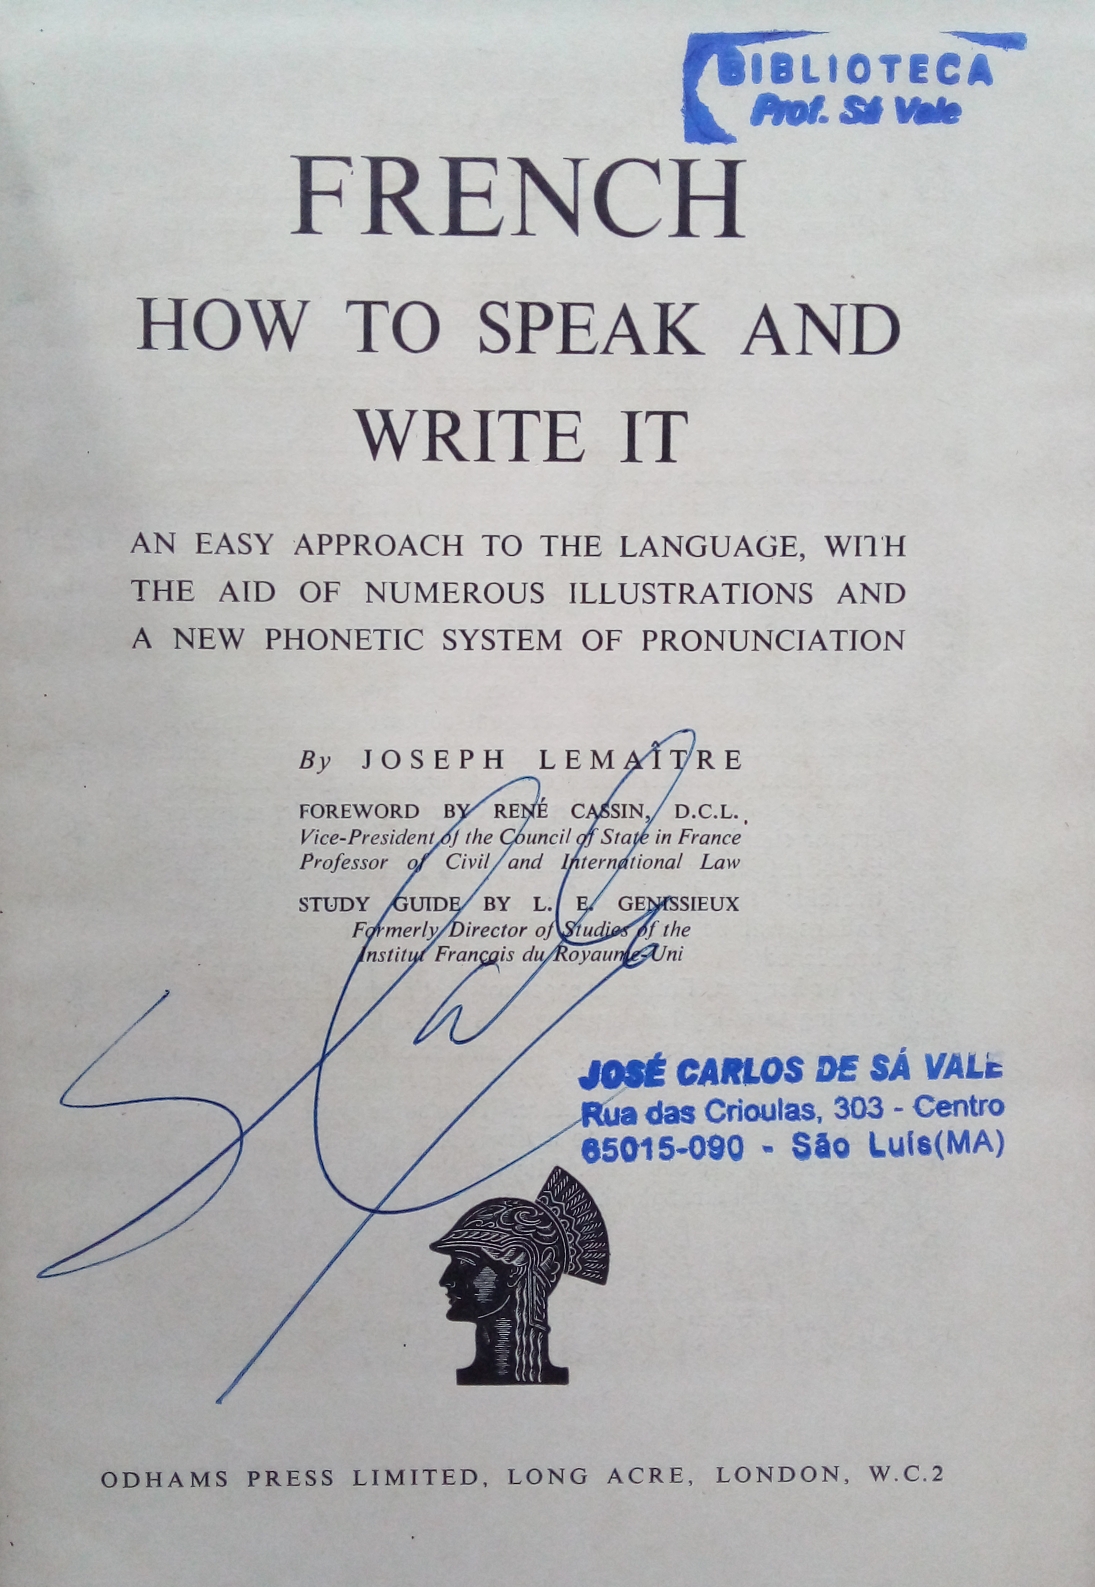 BIBLIOTECA
Prof. Sá Vale
FRENCH
HOW TO SPEAK AND
WRITE IT
AN EASY APPROACH TO THE LANGUAGE, WITH
THE AID OF NUMEROUS ILLUSTRATIONS AND
A NEW PHONETIC SYSTEM OF PRONUNCIATION
By JOSEPH LEMAÎTRE
FOREWORD BY RENÉ CASSIN, D.C.L.,
Vice-President of the Council of State in France
Professor of Civil and International Law
STUDY GUIDE BY L. E. GENISSIEUX
Formerly Director of Studies of the
Institut Français du Royaume-Uni
JOSÉ CARLOS DE SÁ VALE
Rua das Crioulas, 303 - Centro
65015-090 - São Luís(MA)
ODHAMS PRESS LIMITED, LONG ACRE, LONDON, W.C.2